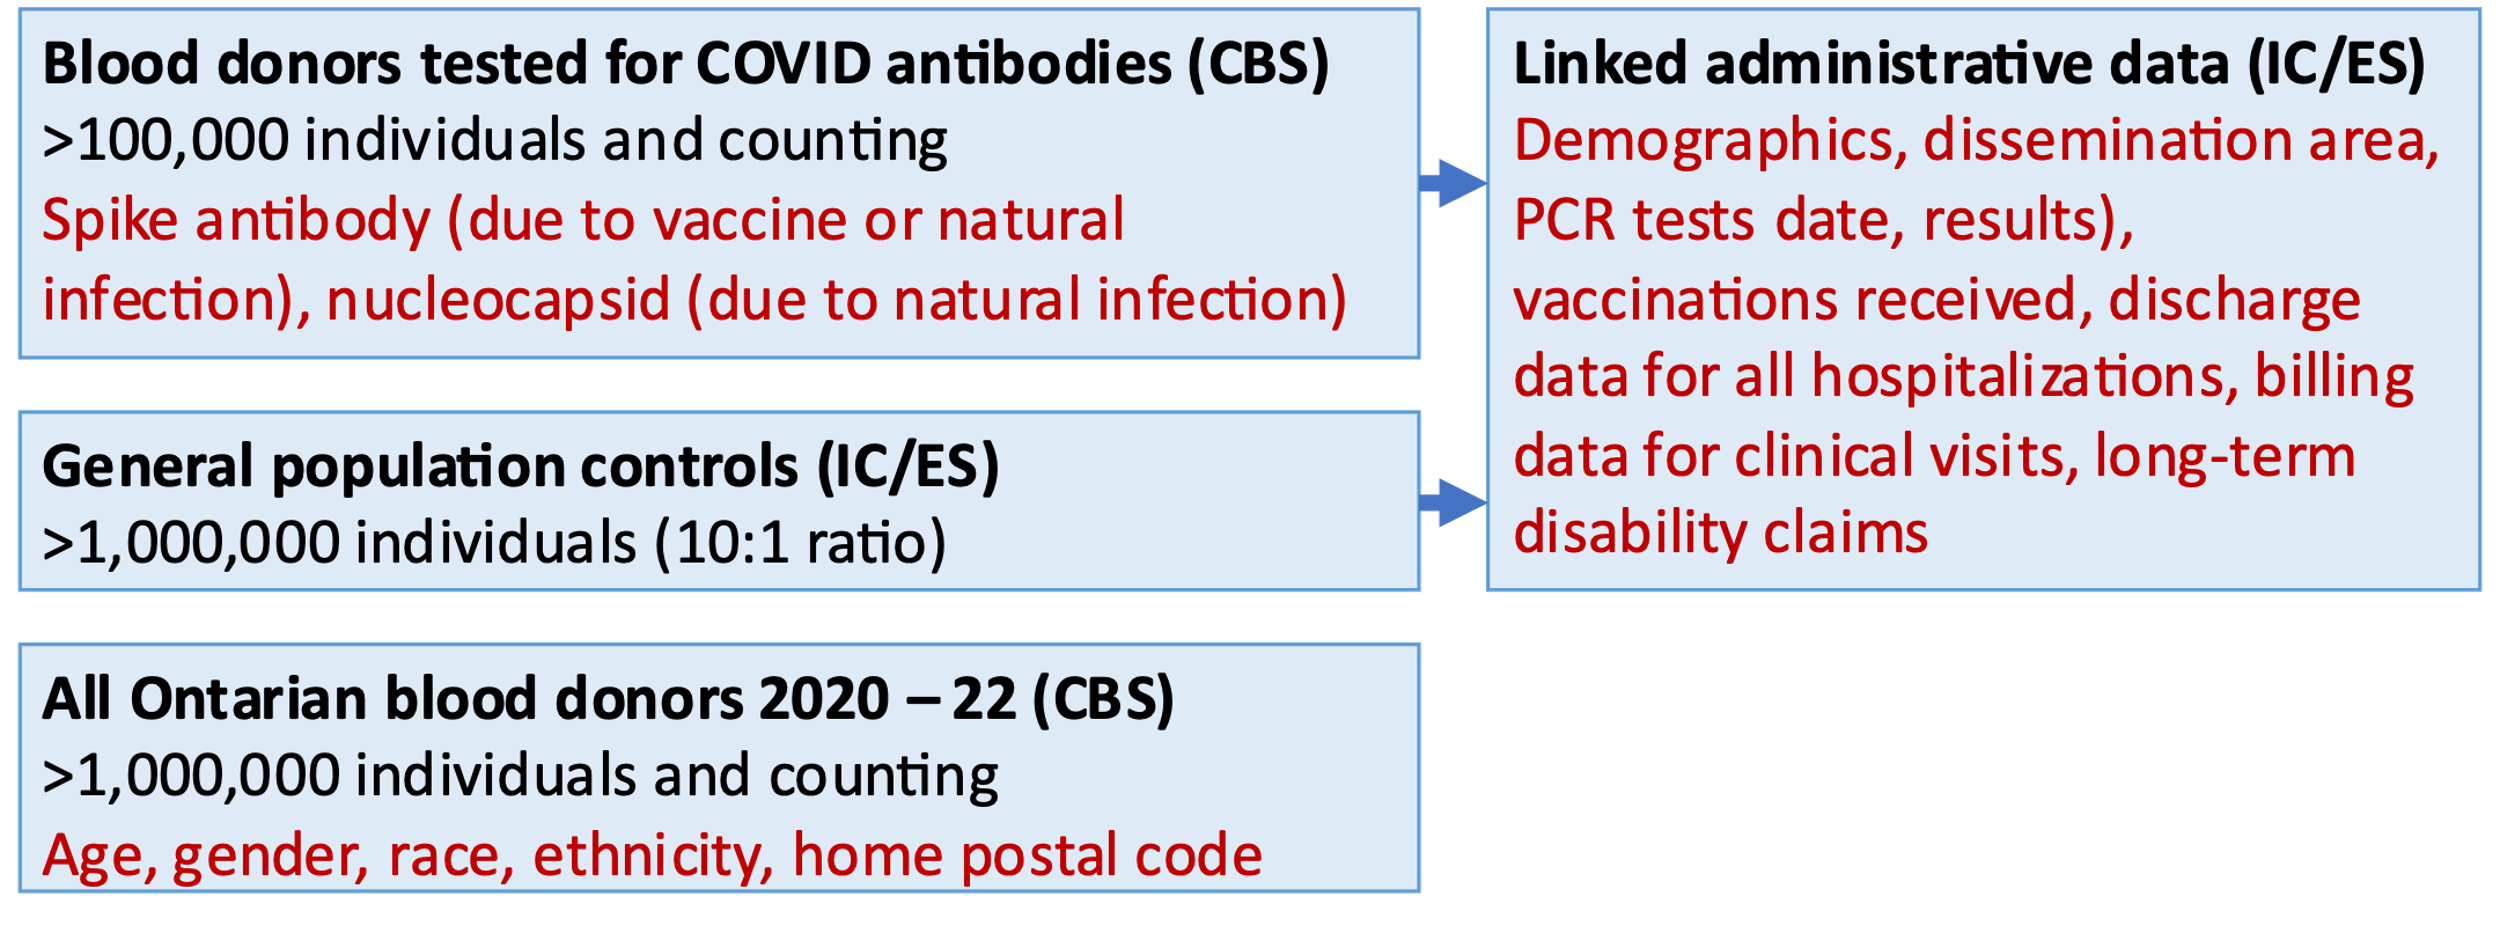 Blood donors tested for COVID antibodies (CBS)
>100,000 individuals and counting
Spike antibody (due to vaccine or natural
infection), nucleocapsid (due to natural infection)
General population controls (IC/ES)
>1,000,000 individuals (10:1 ratio)
All Ontarian blood donors 2020 – 22 (CBS)
>1,000,000 individuals and counting
Age, gender, race, ethnicity, home postal code
Linked administrative data (IC/ES)
Demographics, dissemination area,
PCR tests date, results),
vaccinations received, discharge
data for all hospitalizations, billing
data for clinical visits, long-term
disability claims